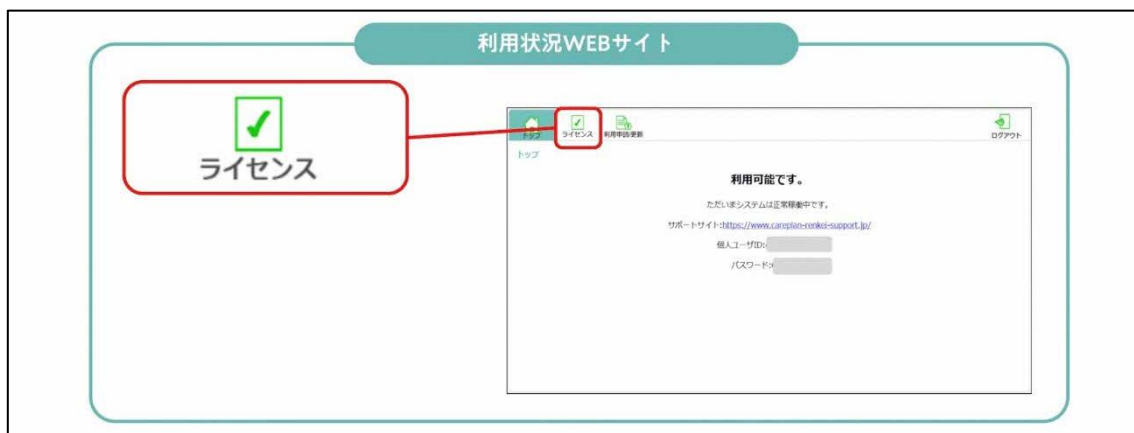 利用状況WEBサイト
ライセンス
トップ
ライセンス
利用申請/更新
ログアウト
トップ
利用可能です。
ただいまシステムは正常稼働中です。
サポートサイト:https://www.careplan-renkei-support.jp/
個人ユーザID:
パスワード: